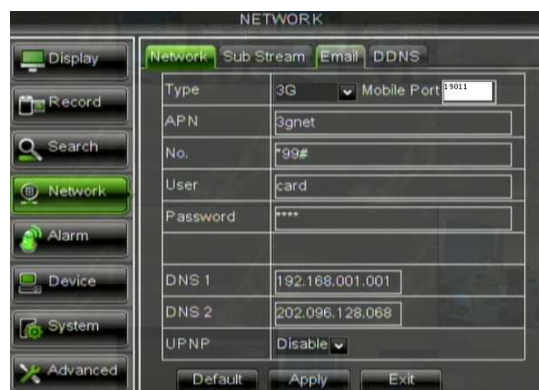 NETWORK
Display
Record
Search
Network
Alarm
Device
System
Advanced
Network Sub Stream Email DDNS
Type 3G Mobile Port 19011
APN 3gnet
No. *99#
User card
Password ****
DNS 1 192.168.001.001
DNS 2 202.096.128.068
UPNP Disable
Default Apply Exit